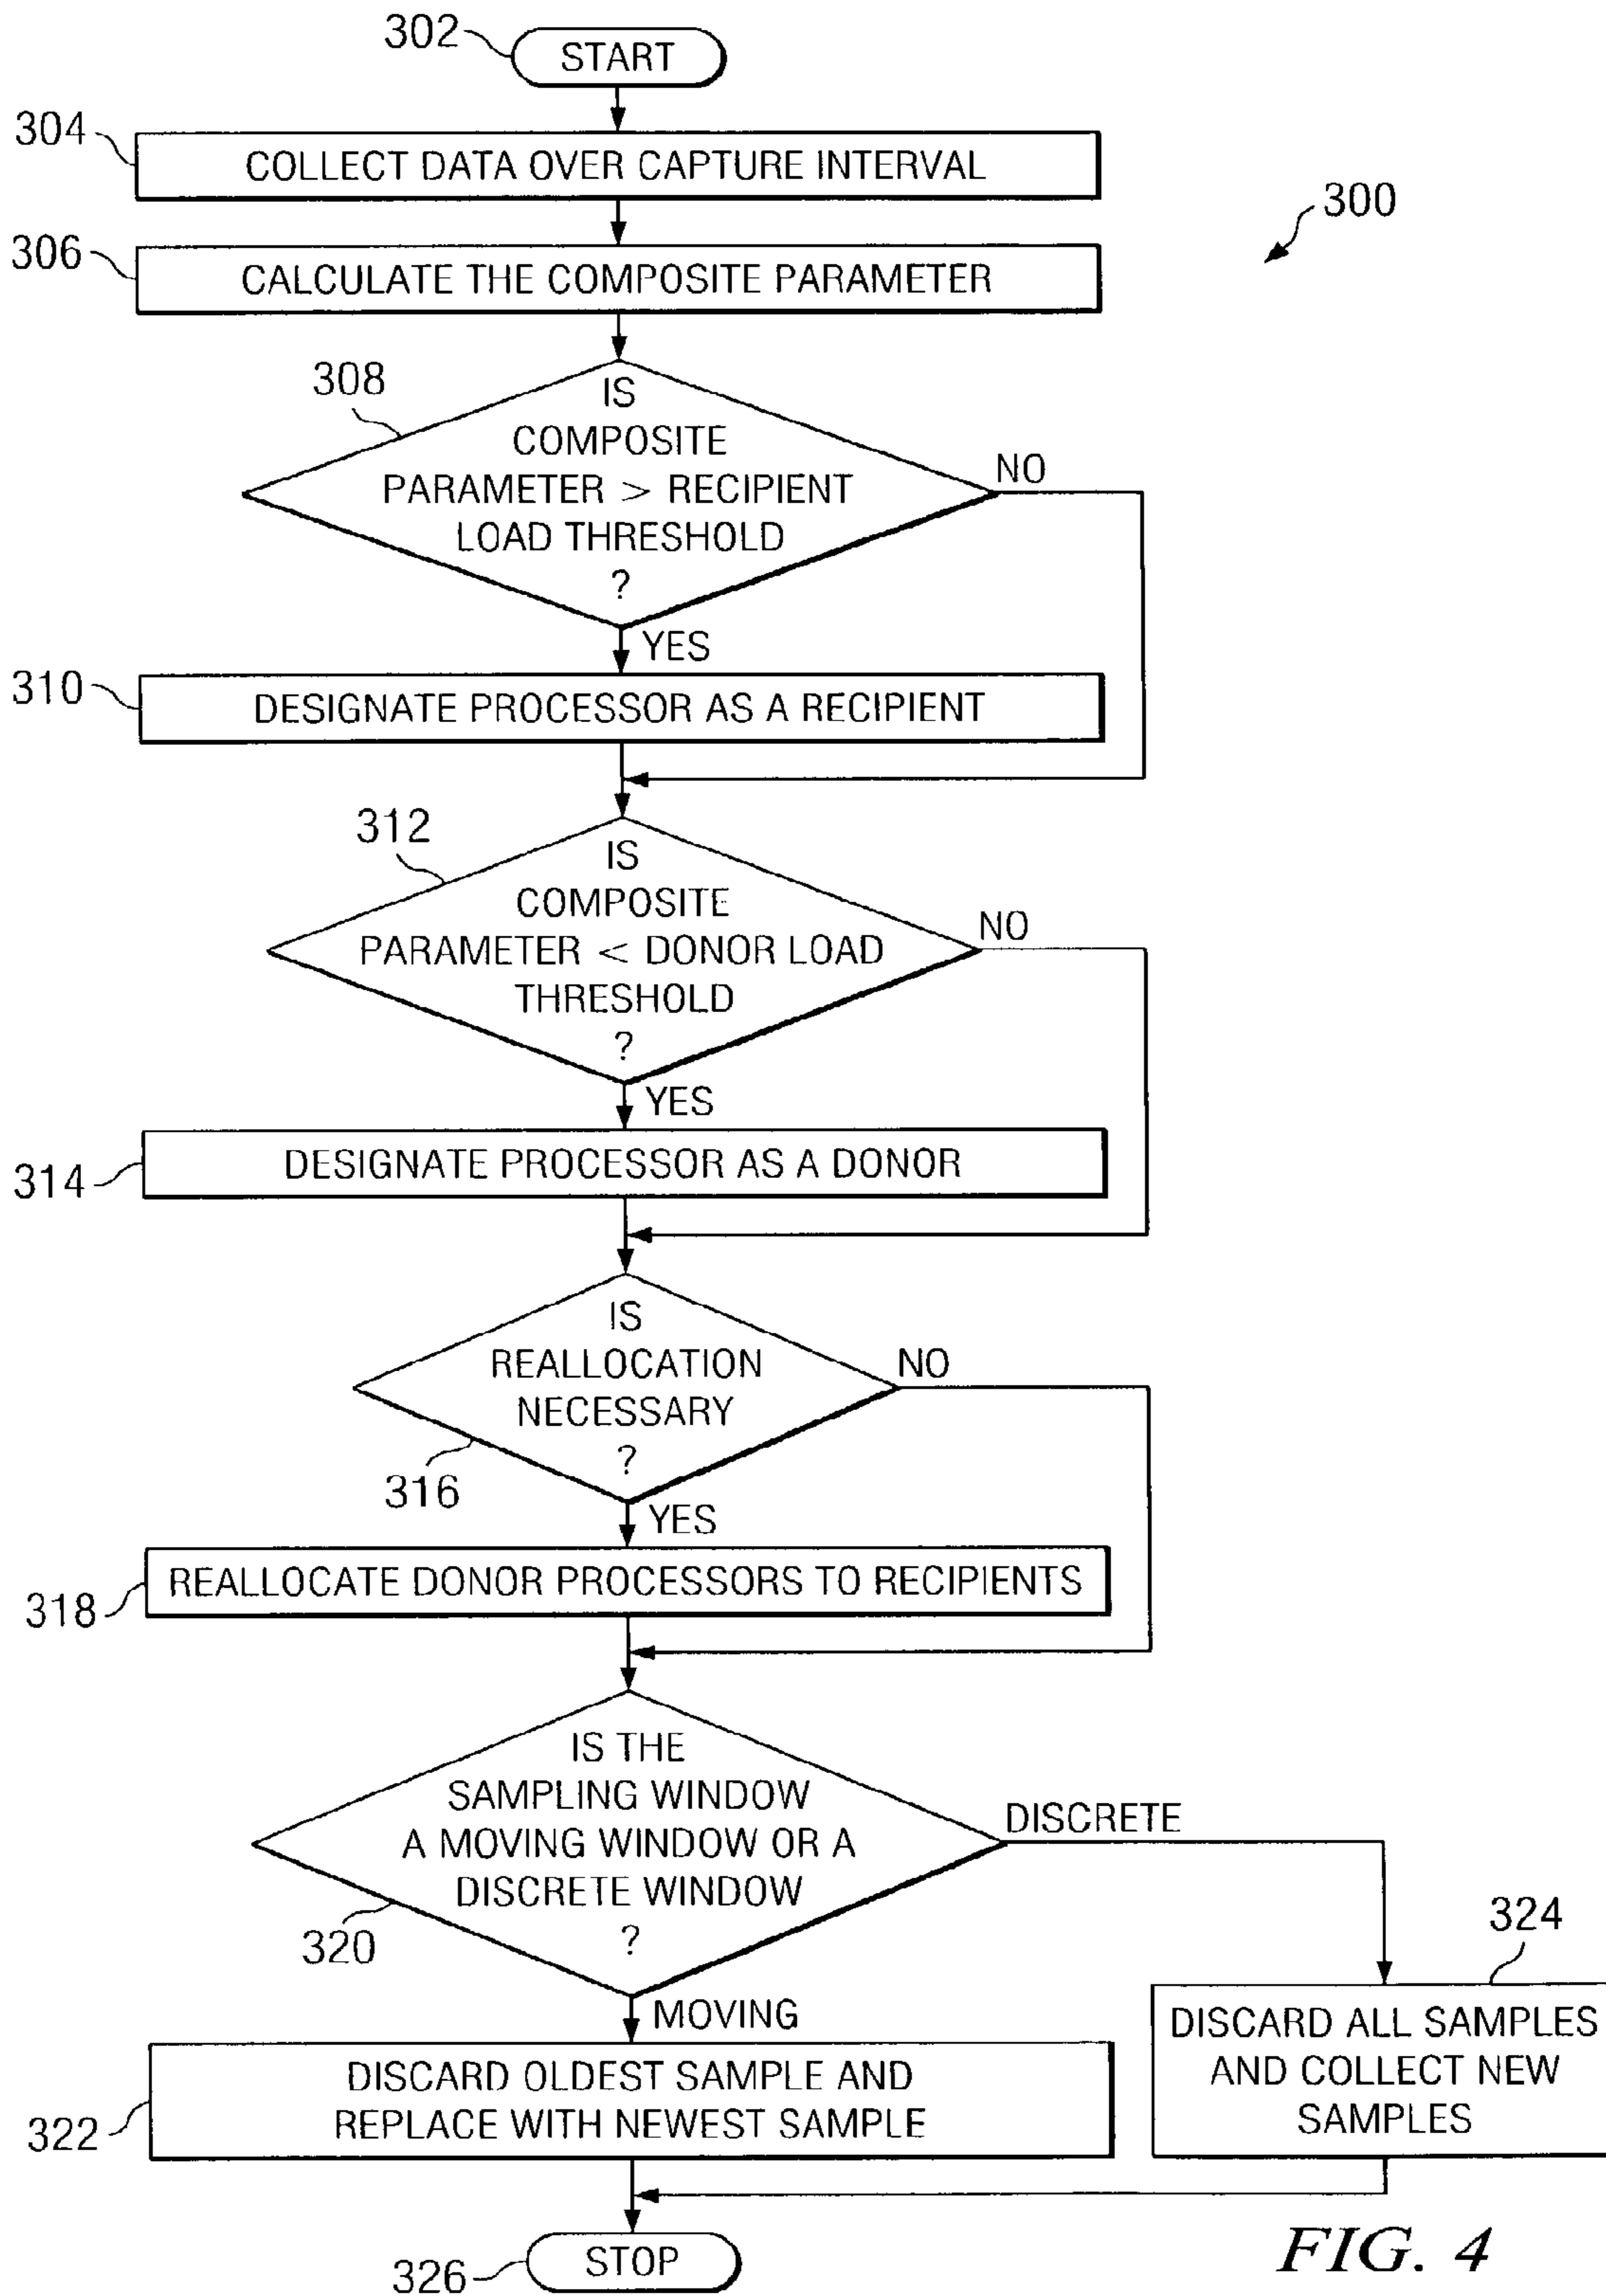 302
START
304
COLLECT DATA OVER CAPTURE INTERVAL
300
306
CALCULATE THE COMPOSITE PARAMETER
308
IS
COMPOSITE
PARAMETER > RECIPIENT
LOAD THRESHOLD
?
NO
YES
310
DESIGNATE PROCESSOR AS A RECIPIENT
312
IS
COMPOSITE
PARAMETER < DONOR LOAD
THRESHOLD
?
NO
YES
314
DESIGNATE PROCESSOR AS A DONOR
IS
REALLOCATION
NECESSARY
?
NO
316
YES
318
REALLOCATE DONOR PROCESSORS TO RECIPIENTS
IS THE
SAMPLING WINDOW
A MOVING WINDOW OR A
DISCRETE WINDOW
?
DISCRETE
320
MOVING
324
DISCARD ALL SAMPLES
AND COLLECT NEW
SAMPLES
322
DISCARD OLDEST SAMPLE AND
REPLACE WITH NEWEST SAMPLE
326
STOP
FIG. 4